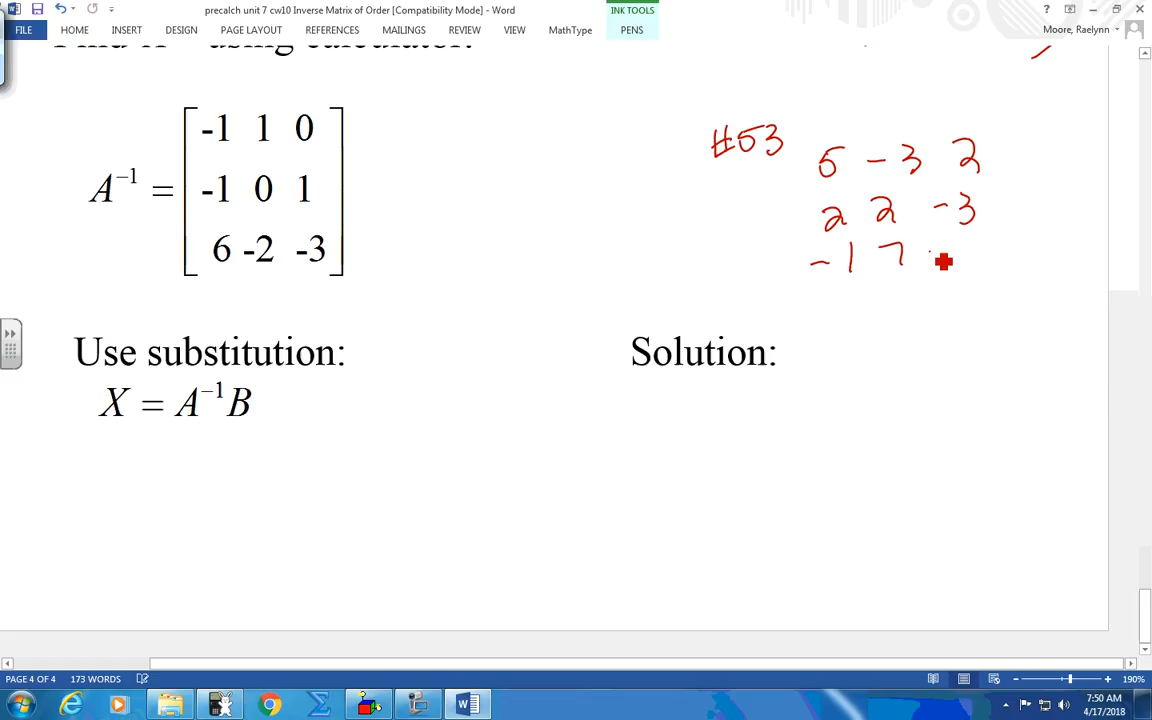 precalch unit 7 cw10 Inverse Matrix of Order [Compatibility Mode] - Word
INK TOOLS
FILE HOME INSERT DESIGN PAGE LAYOUT REFERENCES MAILINGS REVIEW VIEW MathType PENS
Moore, Raelynn
using calculator.
A⁻¹ = [ -1 1 0
-1 0 1
6 -2 -3 ]
#53 5 -3 2
2 2 -3
-1 7
Use substitution:
X = A⁻¹B
Solution:
PAGE 4 OF 4 173 WORDS 190%
7:50 AM
4/17/2018